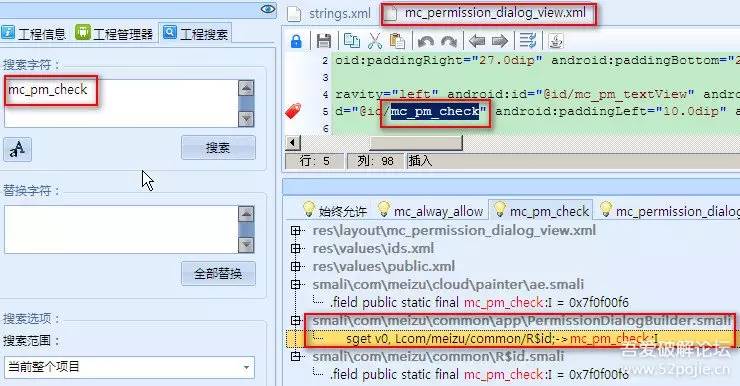 工程信息 工程管理器 工程搜索
搜索字符:
mc_pm_check
搜索
替换字符:
全部替换
搜索选项:
搜索范围:
当前整个项目
strings.xml mc_permission_dialog_view.xml
2 oid:paddingRight="27.0dip" android:paddingBottom="2
3
4 ravity="left" android:id="@id/mc_pm_textView" android
5 d="@id/mc_pm_check" android:paddingLeft="10.0dip" a
6
行: 5 列: 98 插入
始终允许 mc_alway_allow mc_pm_check mc_permission_dialog
res\layout\mc_permission_dialog_view.xml
res\values\ids.xml
res\values\public.xml
smali\com\meizu\cloud\painter\ae.smali
.field public static final mc_pm_check:I = 0x7f0f00f6
smali\com\meizu\common\app\PermissionDialogBuilder.smali
sget v0, Lcom/meizu/common/R$id;->mc_pm_check:I
smali\com\meizu\common\R$id.smali
.field public static final mc_pm_check:I = 0x7f0f00f6
吾爱破解论坛
www.52pojie.cn